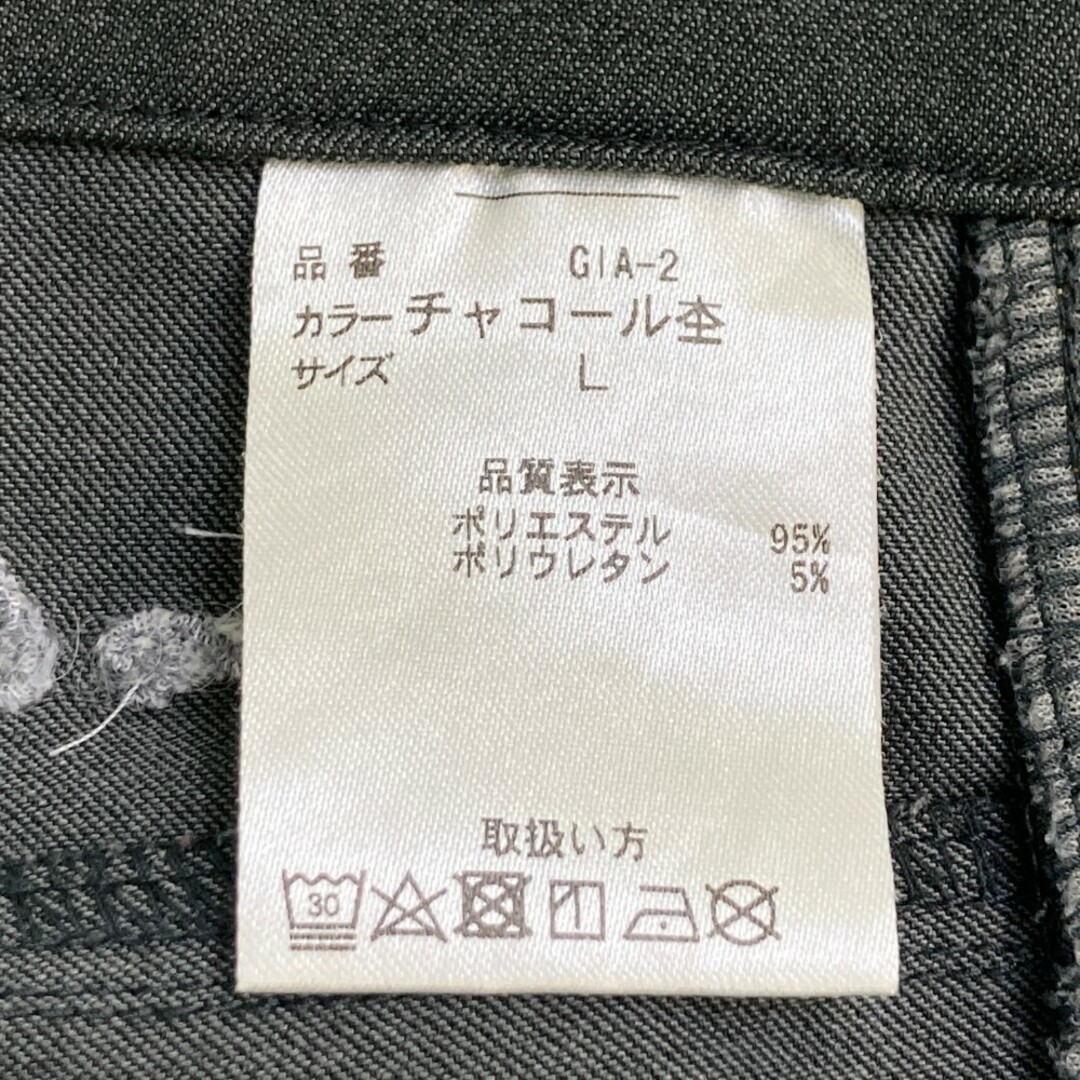 品番 GIA-2
カラー チャコール杢
サイズ L
品質表示
ポリエステル 95%
ポリウレタン 5%
取扱い方
30